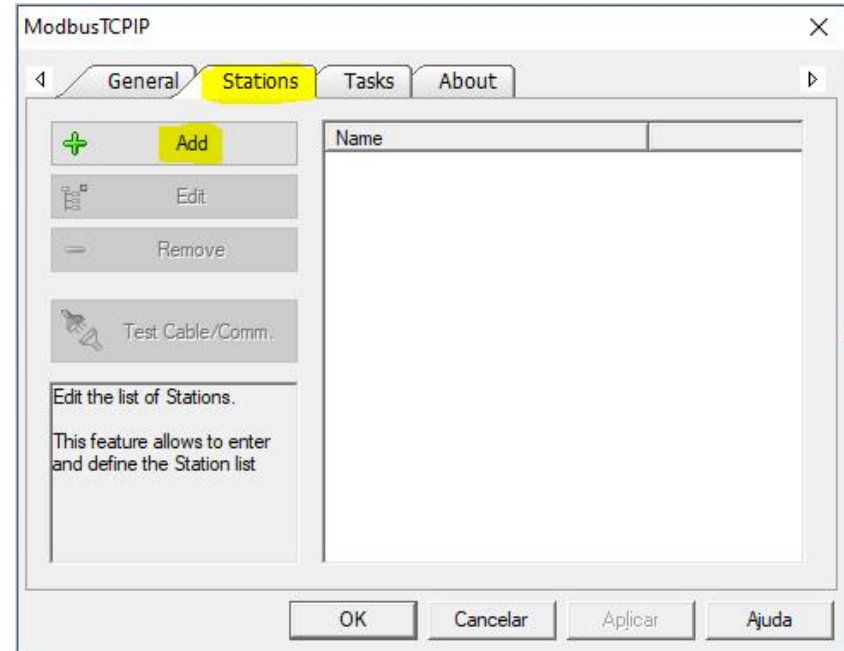 ModbusTCPIP
General Stations Tasks About
Add
Name
Edit
Remove
Test Cable/Comm.
Edit the list of Stations.
This feature allows to enter
and define the Station list
OK Cancelar Aplicar Ajuda